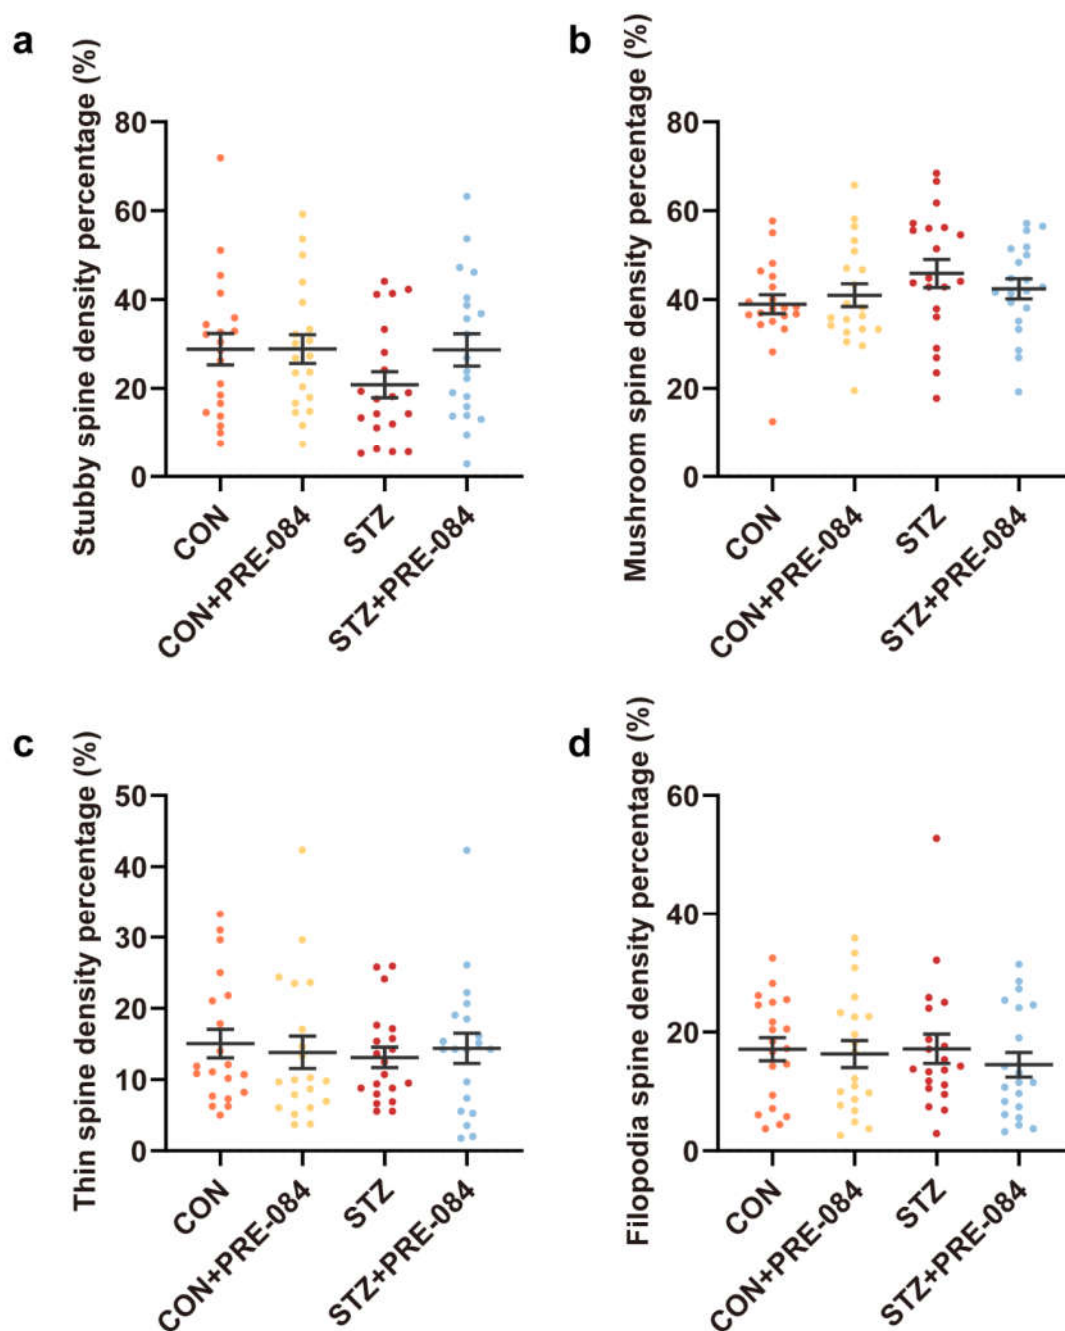 a
Stubby spine density percentage (%)
80
60
40
20
0
CON
CON+PRE-084
STZ
STZ+PRE-084
b
Mushroom spine density percentage (%)
80
60
40
20
0
CON
CON+PRE-084
STZ
STZ+PRE-084
c
Thin spine density percentage (%)
50
40
30
20
10
0
CON
CON+PRE-084
STZ
STZ+PRE-084
d
Filopodia spine density percentage (%)
60
40
20
0
CON
CON+PRE-084
STZ
STZ+PRE-084